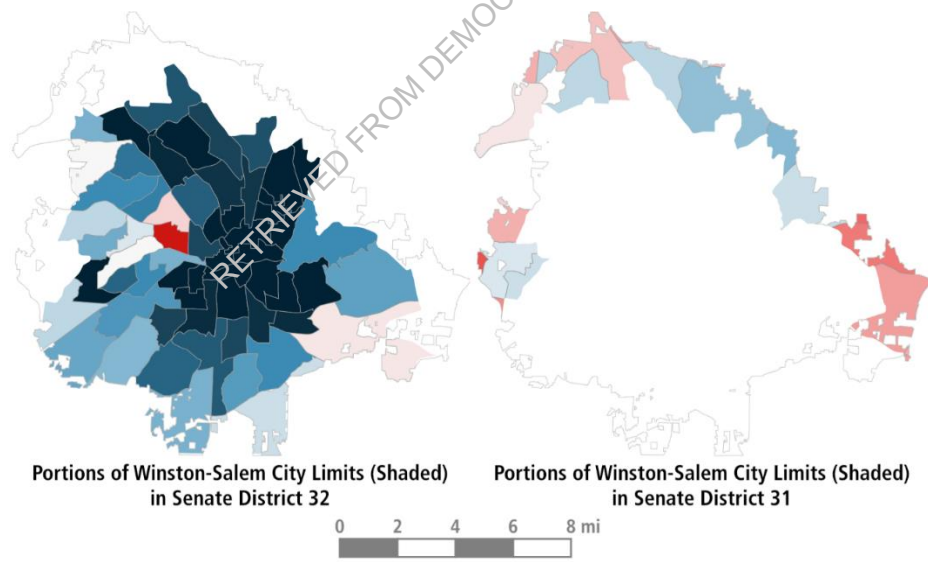 RETRIEVED FROM DEMOC
Portions of Winston-Salem City Limits (Shaded)
in Senate District 32
Portions of Winston-Salem City Limits (Shaded)
in Senate District 31
0 2 4 6 8 mi